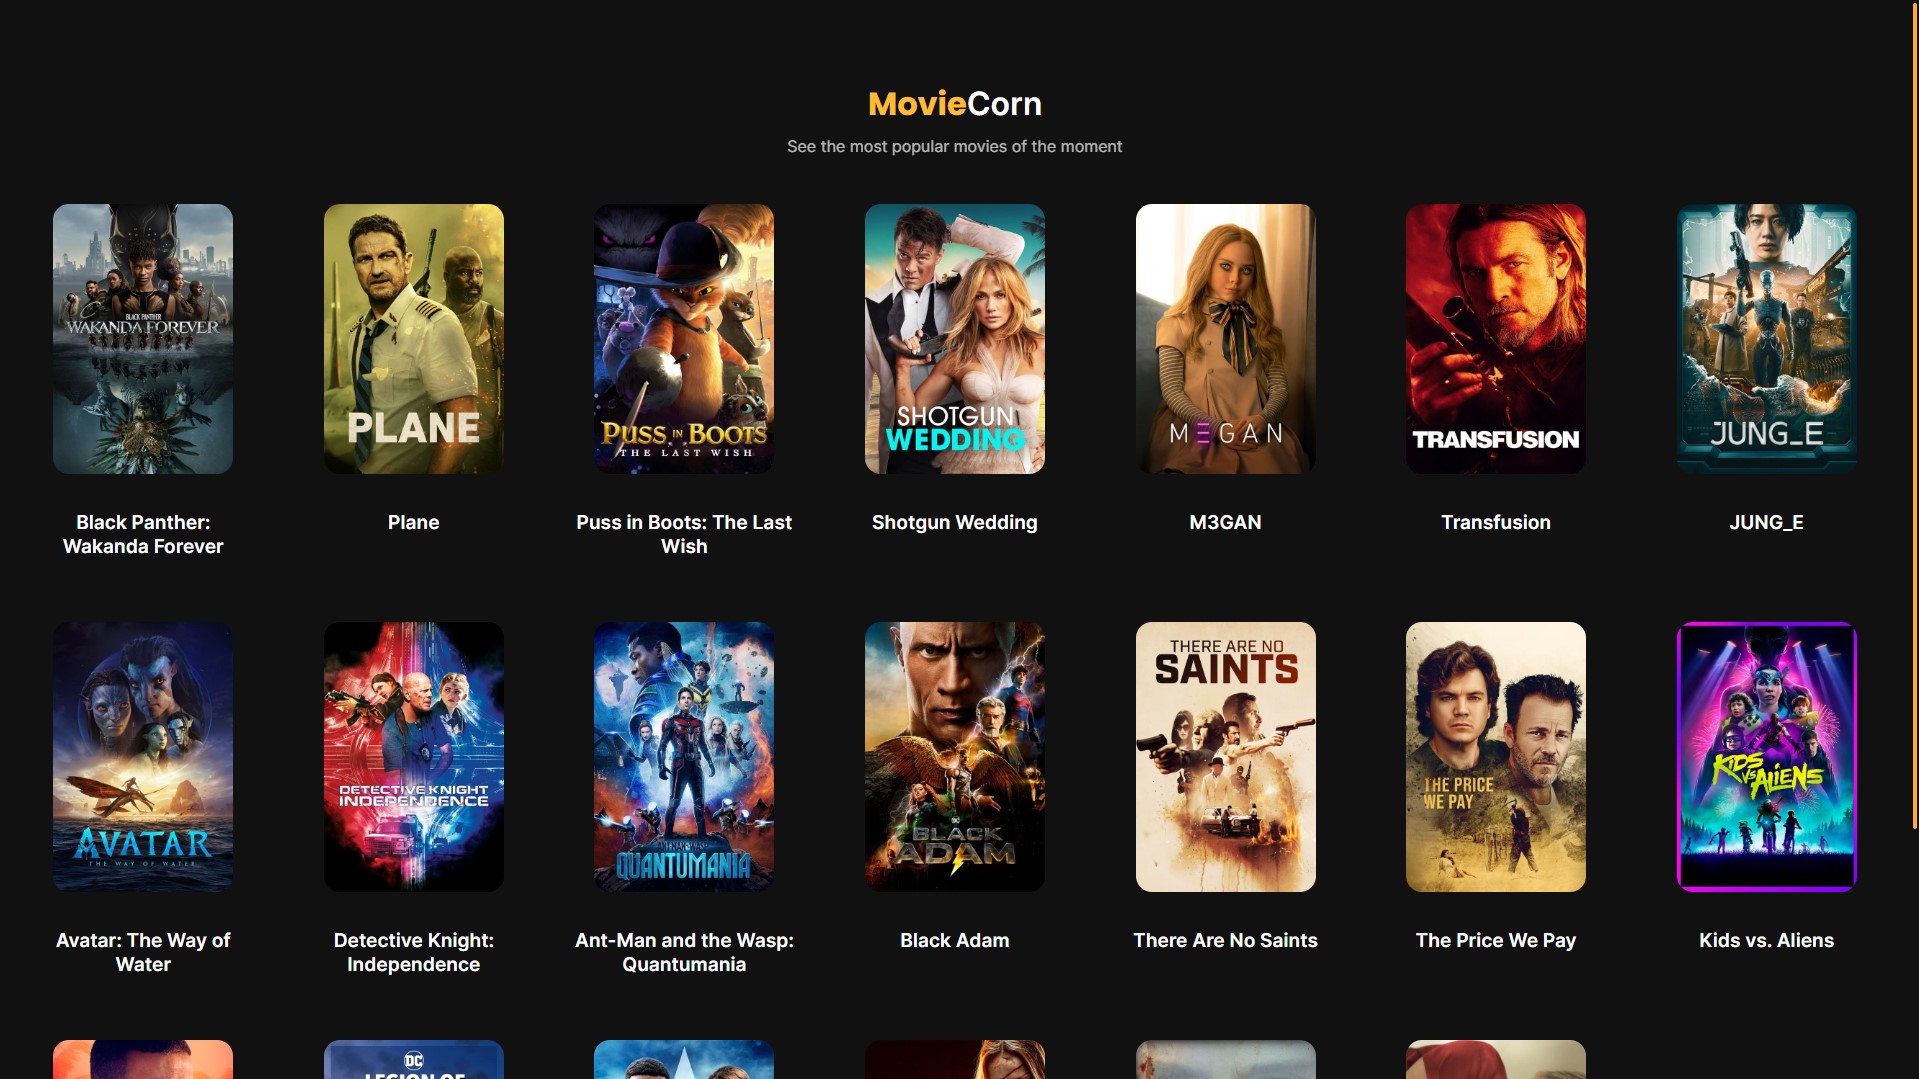 MovieCorn
See the most popular movies of the moment
BLACK PANTHER
WAKANDA FOREVER
PLANE
PUSS IN BOOTS
THE LAST WISH
SHOTGUN
WEDDING
MEGAN
TRANSFUSION
JUNG_E
Black Panther:
Wakanda Forever
Plane
Puss in Boots: The Last
Wish
Shotgun Wedding
M3GAN
Transfusion
JUNG_E
AVATAR
THE WAY OF WATER
DETECTIVE KNIGHT
INDEPENDENCE
ANT-MAN AND THE WASP
QUANTUMANIA
DC
BLACK
ADAM
THERE ARE NO
SAINTS
THE PRICE
WE PAY
KIDS
VS ALIENS
Avatar: The Way of
Water
Detective Knight:
Independence
Ant-Man and the Wasp:
Quantumania
Black Adam
There Are No Saints
The Price We Pay
Kids vs. Aliens
DC
LEGION OF